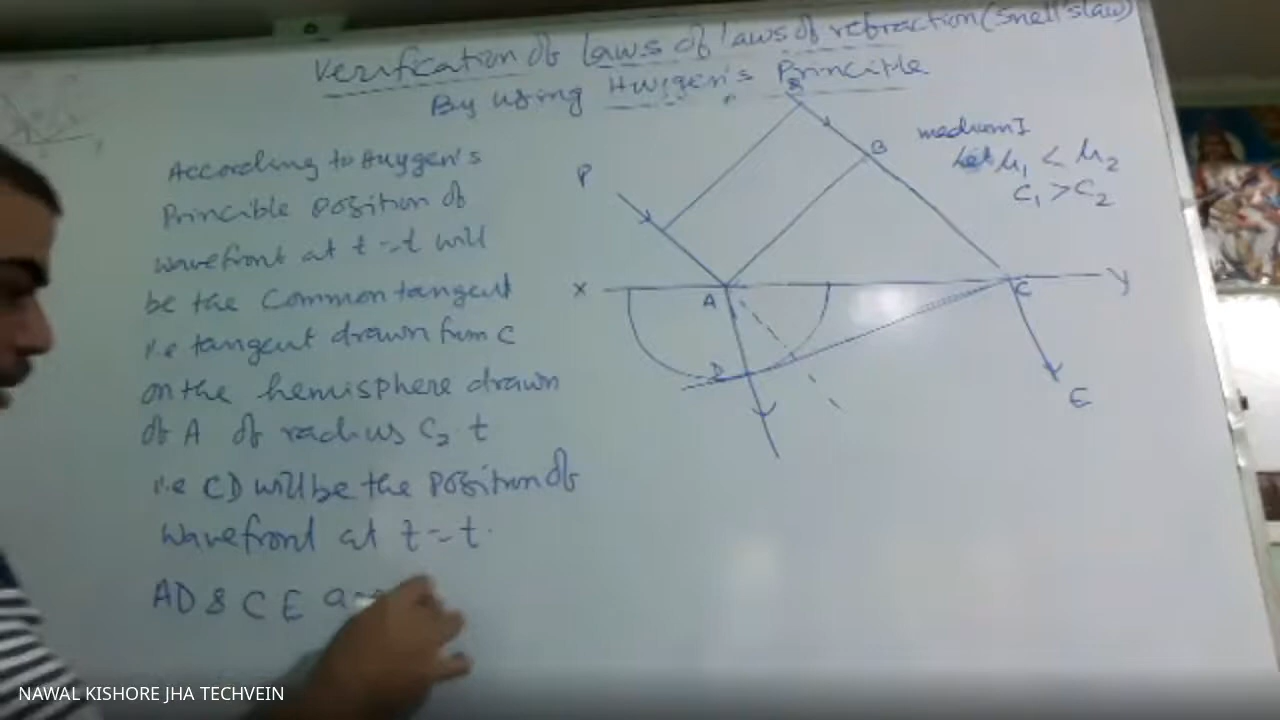 Verification of laws of laws of refraction (Snell's law)
By using Huygen's Principle
According to Huygen's
Principle position of
wavefront at t=t will
be the Common tangent
i.e tangent drawn from C
on the hemisphere drawn
of A of radius C₂ t
i.e CD will be the position of
wavefront at t=t.
AD & C E are
medium I
Let μ₁ < μ₂
C₁ > C₂
P
B
X
A
C
Y
D
E
NAWAL KISHORE JHA TECHVEIN